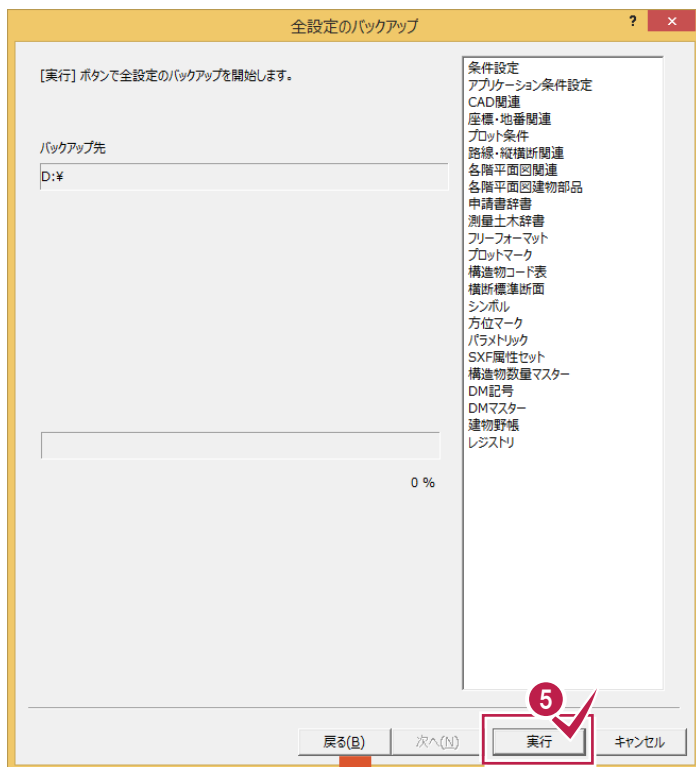 全設定のバックアップ
? ×
[実行] ボタンで全設定のバックアップを開始します。
バックアップ先
D:¥
0 %
条件設定
アプリケーション条件設定
CAD関連
座標・地番関連
プロット条件
路線・縦横断関連
各階平面図関連
各階平面図建物部品
申請書辞書
測量土木辞書
フリーフォーマット
プロットマーク
構造物コード表
横断標準断面
シンボル
方位マーク
パラメトリック
SXF属性セット
構造物数量マスター
DM記号
DMマスター
建物野帳
レジストリ
5
戻る(B) 次へ(N) 実行 キャンセル